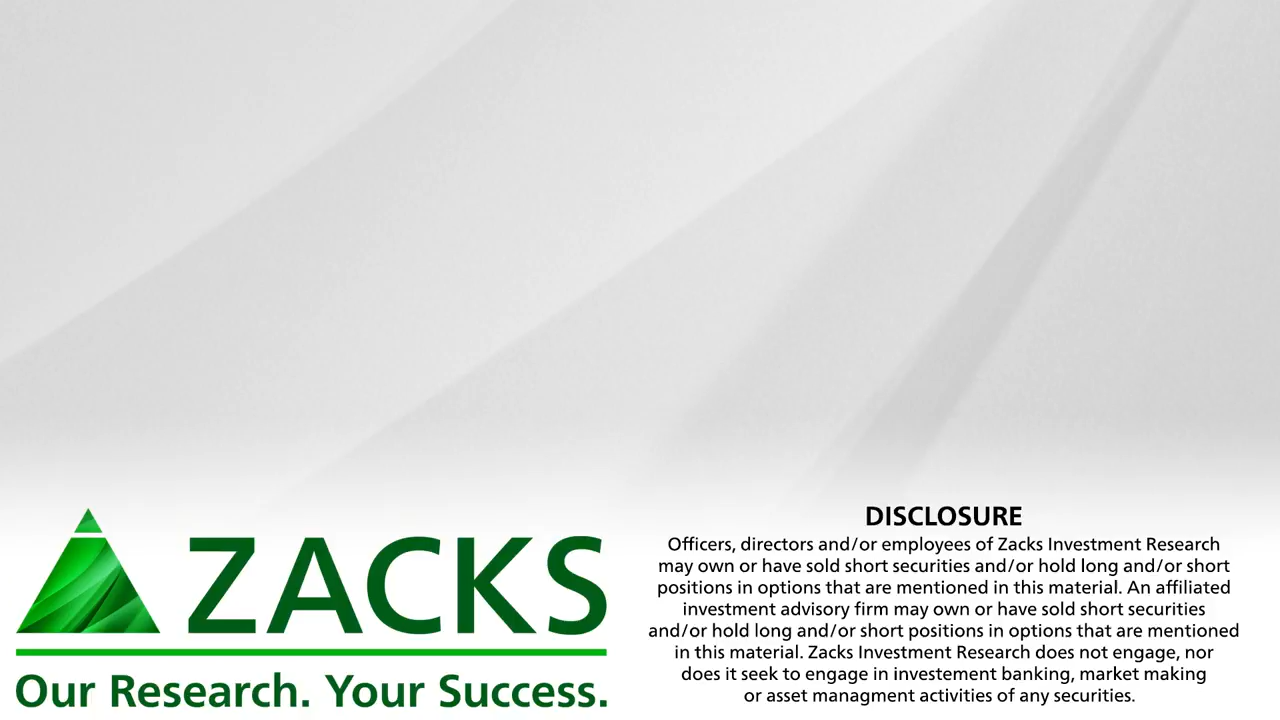 ZACKS
Our Research. Your Success.
DISCLOSURE
Officers, directors and/or employees of Zacks Investment Research
may own or have sold short securities and/or hold long and/or short
positions in options that are mentioned in this material. An affiliated
investment advisory firm may own or have sold short securities
and/or hold long and/or short positions in options that are mentioned
in this material. Zacks Investment Research does not engage, nor
does it seek to engage in investement banking, market making
or asset managment activities of any securities.